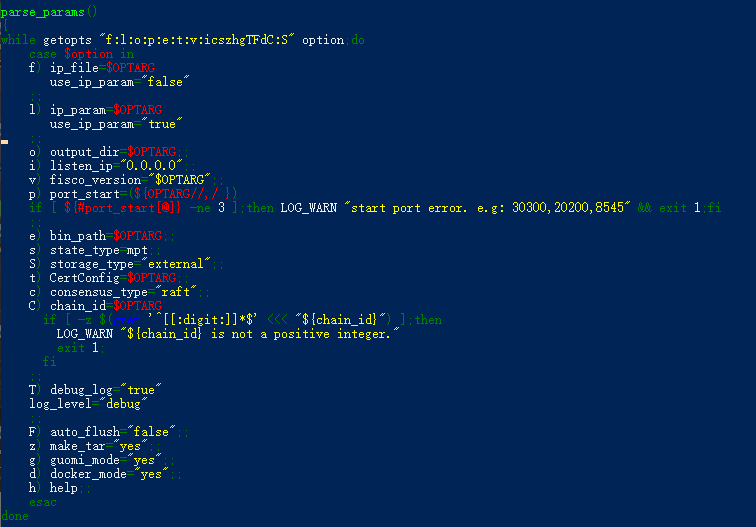 parse_params()
{
while getopts "f:l:o:p:e:t:v:icszhgTFdC:S" option;do
    case $option in
    f) ip_file=$OPTARG
       use_ip_param="false"
    ;;
    l) ip_param=$OPTARG
       use_ip_param="true"
    ;;
    o) output_dir=$OPTARG;;
    i) listen_ip="0.0.0.0";;
    v) fisco_version="$OPTARG";;
    p) port_start=(${OPTARG//,/ })
    if [ ${#port_start[@]} -ne 3 ];then LOG_WARN "start port error. e.g: 30300,20200,8545" && exit 1;fi
    ;;
    e) bin_path=$OPTARG;;
    s) state_type=mpt;;
    S) storage_type="external";;
    t) CertConfig=$OPTARG;;
    c) consensus_type="raft";;
    C) chain_id=$OPTARG
      if [ -z $(grep '^[[:digit:]]*$' <<< "${chain_id}") ];then
        LOG_WARN "${chain_id} is not a positive integer."
        exit 1;
      fi
    ;;
    T) debug_log="true"
    log_level="debug"
    ;;
    F) auto_flush="false";;
    z) make_tar="yes";;
    g) guomi_mode="yes";;
    d) docker_mode="yes";;
    h) help;;
    esac
done